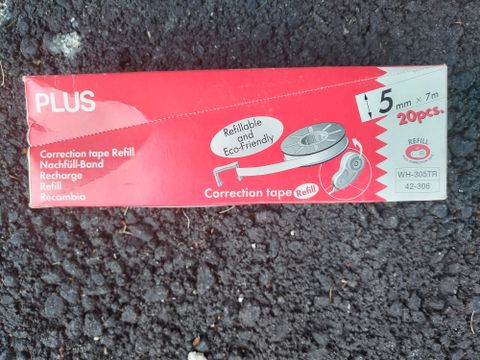 PLUS
Correction tape Refill
Nachfüll-Band
Recharge
Refill
Recambio
Refillable
and
Eco-Friendly
Correction tape Refill
5 mm × 7m
20pcs.
REFILL
WH-305TR
42-306